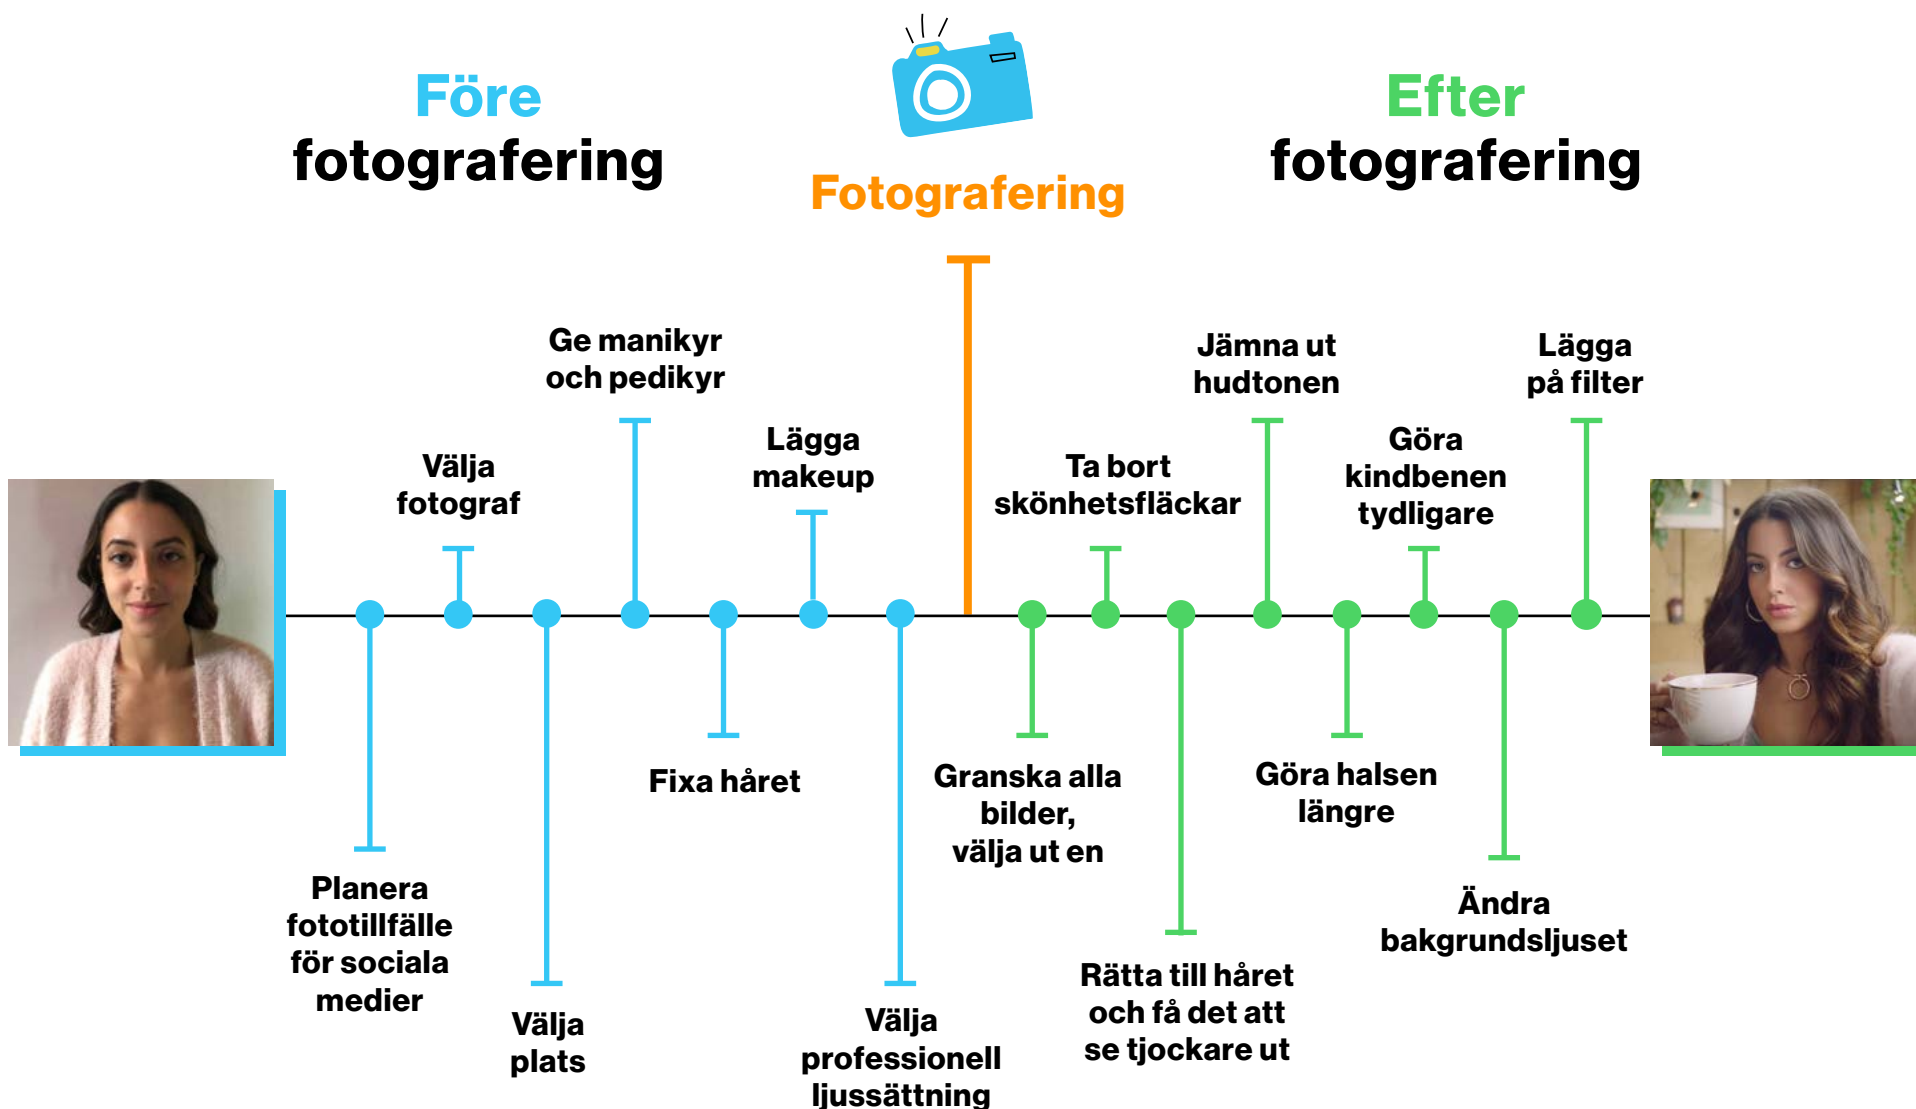 Före
fotografering
Fotografering
Efter
fotografering
Planera
fototillfälle
för sociala
medier
Välja
fotograf
Välja
plats
Ge manikyr
och pedikyr
Fixa håret
Lägga
makeup
Välja
professionell
ljussättning
Granska alla
bilder,
välja ut en
Ta bort
skönhetsfläckar
Rätta till håret
och få det att
se tjockare ut
Jämna ut
hudtonen
Göra halsen
längre
Göra
kindbenen
tydligare
Ändra
bakgrundsljuset
Lägga
på filter